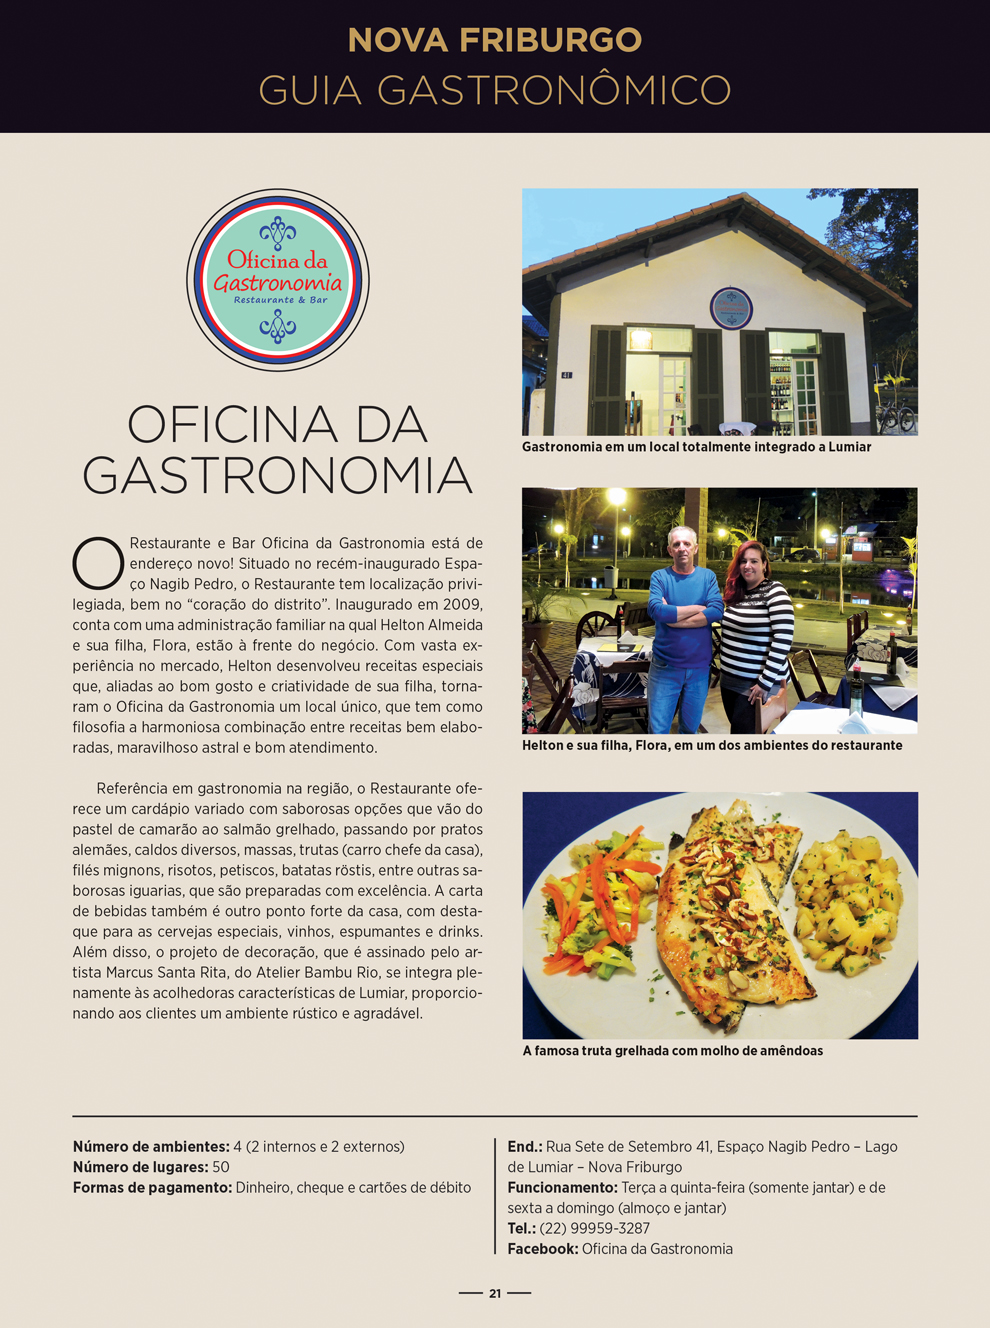 NOVA FRIBURGO
GUIA GASTRONÔMICO
Oficina da
Gastronomia
Restaurante & Bar
OFICINA DA
GASTRONOMIA
O Restaurante e Bar Oficina da Gastronomia está de
endereço novo! Situado no recém-inaugurado Espa-
ço Nagib Pedro, o Restaurante tem localização privi-
legiada, bem no “coração do distrito”. Inaugurado em 2009,
conta com uma administração familiar na qual Helton Almeida
e sua filha, Flora, estão à frente do negócio. Com vasta ex-
periência no mercado, Helton desenvolveu receitas especiais
que, aliadas ao bom gosto e criatividade de sua filha, torna-
ram o Oficina da Gastronomia um local único, que tem como
filosofia a harmoniosa combinação entre receitas bem elabo-
radas, maravilhoso astral e bom atendimento.
Referência em gastronomia na região, o Restaurante ofe-
rece um cardápio variado com saborosas opções que vão do
pastel de camarão ao salmão grelhado, passando por pratos
alemães, caldos diversos, massas, trutas (carro chefe da casa),
filés mignons, risotos, petiscos, batatas röstis, entre outras sa-
borosas iguarias, que são preparadas com excelência. A carta
de bebidas também é outro ponto forte da casa, com desta-
que para as cervejas especiais, vinhos, espumantes e drinks.
Além disso, o projeto de decoração, que é assinado pelo ar-
tista Marcus Santa Rita, do Atelier Bambu Rio, se integra ple-
namente às acolhedoras características de Lumiar, proporcio-
nando aos clientes um ambiente rústico e agradável.
41
Gastronomia em um local totalmente integrado a Lumiar
Helton e sua filha, Flora, em um dos ambientes do restaurante
A famosa truta grelhada com molho de amêndoas
Número de ambientes: 4 (2 internos e 2 externos)
Número de lugares: 50
Formas de pagamento: Dinheiro, cheque e cartões de débito
End.: Rua Sete de Setembro 41, Espaço Nagib Pedro – Lago
de Lumiar – Nova Friburgo
Funcionamento: Terça a quinta-feira (somente jantar) e de
sexta a domingo (almoço e jantar)
Tel.: (22) 99959-3287
Facebook: Oficina da Gastronomia
21